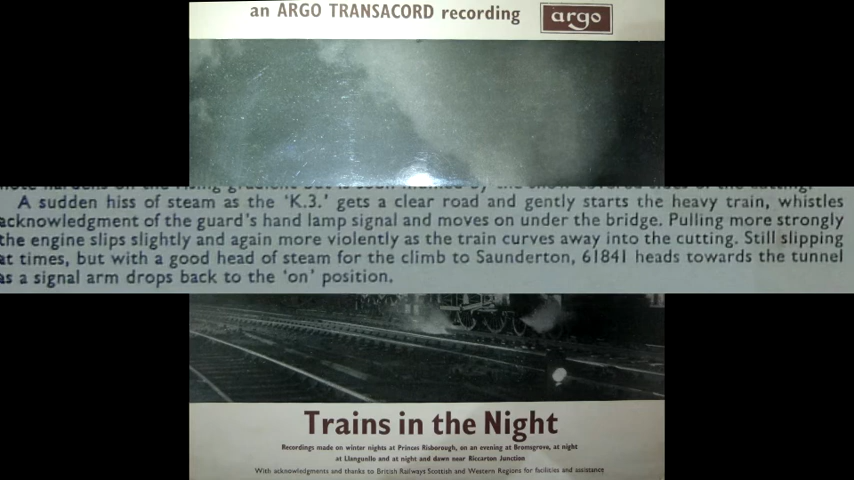 an ARGO TRANSACORD recording
argo
A sudden hiss of steam as the 'K.3.' gets a clear road and gently starts the heavy train, whistles
acknowledgment of the guard's hand lamp signal and moves on under the bridge. Pulling more strongly
the engine slips slightly and again more violently as the train curves away into the cutting. Still slipping
at times, but with a good head of steam for the climb to Saunderton, 61841 heads towards the tunnel
as a signal arm drops back to the 'on' position.
Trains in the Night
Recordings made on winter nights at Princes Risborough, on an evening at Bromsgrove, at night
at Llangunllo and at night and dawn near Riccarton Junction
With acknowledgments and thanks to British Railways Scottish and Western Regions for facilities and assistance